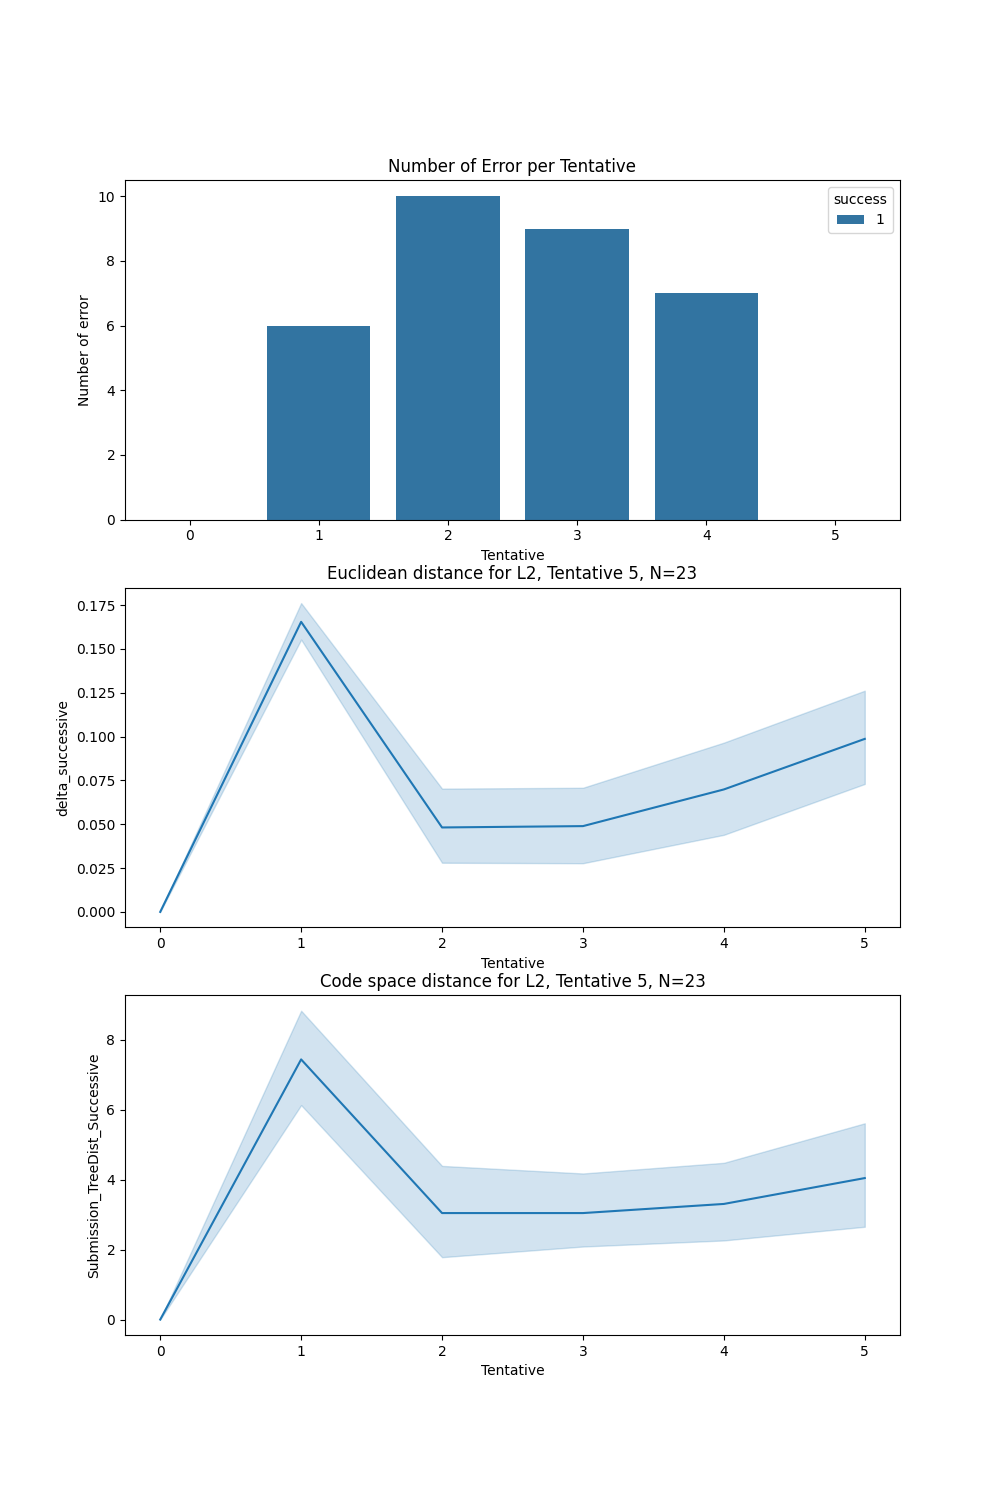 Number of Error per Tentative
success
1
10
8
6
4
2
0
Number of error
0 1 2 3 4 5
Tentative
Euclidean distance for L2, Tentative 5, N=23
0.175
0.150
0.125
0.100
0.075
0.050
0.025
0.000
delta_successive
0 1 2 3 4 5
Tentative
Code space distance for L2, Tentative 5, N=23
8
6
4
2
0
Submission_TreeDist_Successive
0 1 2 3 4 5
Tentative